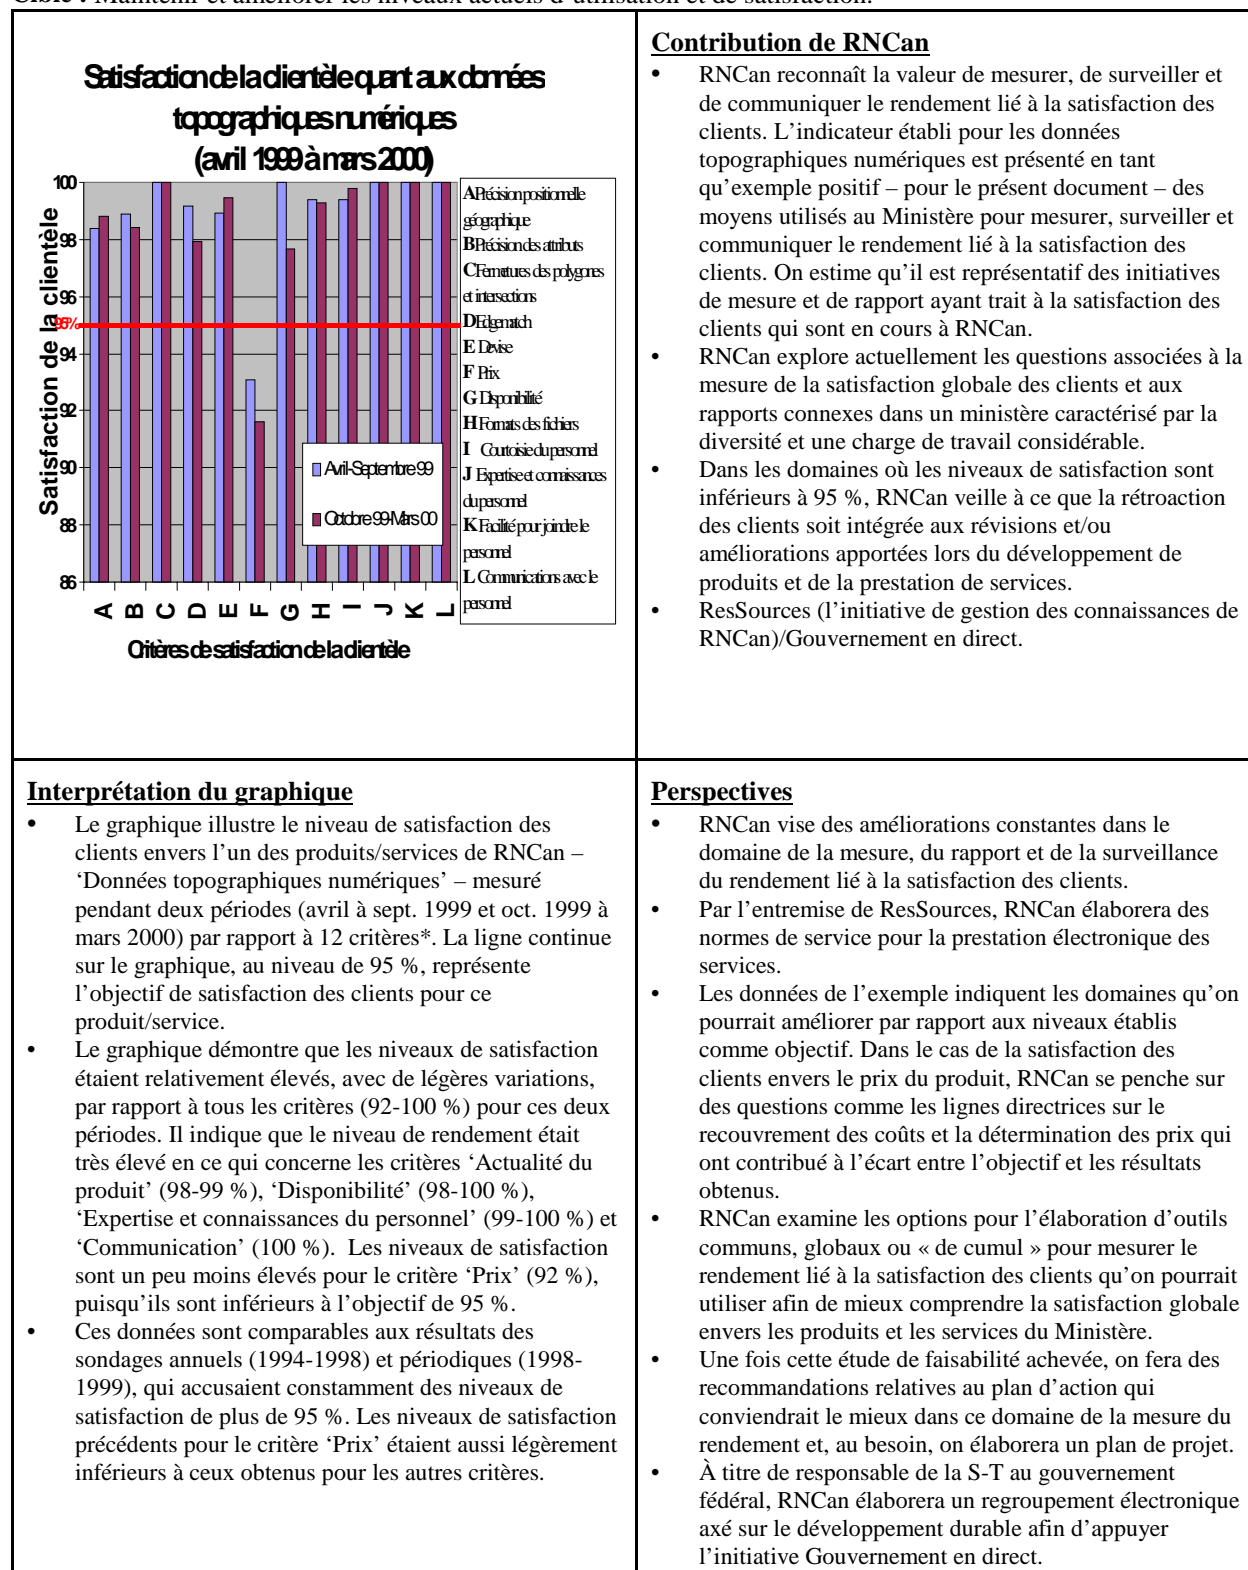 Cible : Maintenir et améliorer les niveaux actuels d'utilisation et de satisfaction.
Satisfaction de la clientèle quant aux données
topographiques numériques
(avril 1999 à mars 2000)
100
98
96
95%
94
92
90
88
86
Satisfaction de la clientèle
A
B
C
D
E
F
G
H
I
J
K
L
Critères de satisfaction de la clientèle
Avril-Septembre 99
Octobre 99-Mars 00
A Précision positionnelle
géographique
B Précision des attributs
C Fermetures des polygones
et intersections
D Edgematch
E Devise
F Prix
G Disponibilité
H Formats des fichiers
I Courtoisie du personnel
J Expertise et connaissances
du personnel
K Facilité pour joindre le
personnel
L Communications avec le
personnel
Contribution de RNCan
• RNCan reconnaît la valeur de mesurer, de surveiller et
de communiquer le rendement lié à la satisfaction des
clients. L'indicateur établi pour les données
topographiques numériques est présenté en tant
qu'exemple positif – pour le présent document – des
moyens utilisés au Ministère pour mesurer, surveiller et
communiquer le rendement lié à la satisfaction des
clients. On estime qu'il est représentatif des initiatives
de mesure et de rapport ayant trait à la satisfaction des
clients qui sont en cours à RNCan.
• RNCan explore actuellement les questions associées à la
mesure de la satisfaction globale des clients et aux
rapports connexes dans un ministère caractérisé par la
diversité et une charge de travail considérable.
• Dans les domaines où les niveaux de satisfaction sont
inférieurs à 95 %, RNCan veille à ce que la rétroaction
des clients soit intégrée aux révisions et/ou
améliorations apportées lors du développement de
produits et de la prestation de services.
• ResSources (l'initiative de gestion des connaissances de
RNCan)/Gouvernement en direct.
Interprétation du graphique
• Le graphique illustre le niveau de satisfaction des
clients envers l'un des produits/services de RNCan –
'Données topographiques numériques' – mesuré
pendant deux périodes (avril à sept. 1999 et oct. 1999 à
mars 2000) par rapport à 12 critères*. La ligne continue
sur le graphique, au niveau de 95 %, représente
l'objectif de satisfaction des clients pour ce
produit/service.
• Le graphique démontre que les niveaux de satisfaction
étaient relativement élevés, avec de légères variations,
par rapport à tous les critères (92-100 %) pour ces deux
périodes. Il indique que le niveau de rendement était
très élevé en ce qui concerne les critères 'Actualité du
produit' (98-99 %), 'Disponibilité' (98-100 %),
'Expertise et connaissances du personnel' (99-100 %) et
'Communication' (100 %). Les niveaux de satisfaction
sont un peu moins élevés pour le critère 'Prix' (92 %),
puisqu'ils sont inférieurs à l'objectif de 95 %.
• Ces données sont comparables aux résultats des
sondages annuels (1994-1998) et périodiques (1998-
1999), qui accusaient constamment des niveaux de
satisfaction de plus de 95 %. Les niveaux de satisfaction
précédents pour le critère 'Prix' étaient aussi légèrement
inférieurs à ceux obtenus pour les autres critères.
Perspectives
• RNCan vise des améliorations constantes dans le
domaine de la mesure, du rapport et de la surveillance
du rendement lié à la satisfaction des clients.
• Par l'entremise de ResSources, RNCan élaborera des
normes de service pour la prestation électronique des
services.
• Les données de l'exemple indiquent les domaines qu'on
pourrait améliorer par rapport aux niveaux établis
comme objectif. Dans le cas de la satisfaction des
clients envers le prix du produit, RNCan se penche sur
des questions comme les lignes directrices sur le
recouvrement des coûts et la détermination des prix qui
ont contribué à l'écart entre l'objectif et les résultats
obtenus.
• RNCan examine les options pour l'élaboration d'outils
communs, globaux ou « de cumul » pour mesurer le
rendement lié à la satisfaction des clients qu'on pourrait
utiliser afin de mieux comprendre la satisfaction globale
envers les produits et les services du Ministère.
• Une fois cette étude de faisabilité achevée, on fera des
recommandations relatives au plan d'action qui
conviendrait le mieux dans ce domaine de la mesure du
rendement et, au besoin, on élaborera un plan de projet.
• À titre de responsable de la S-T au gouvernement
fédéral, RNCan élaborera un regroupement électronique
axé sur le développement durable afin d'appuyer
l'initiative Gouvernement en direct.